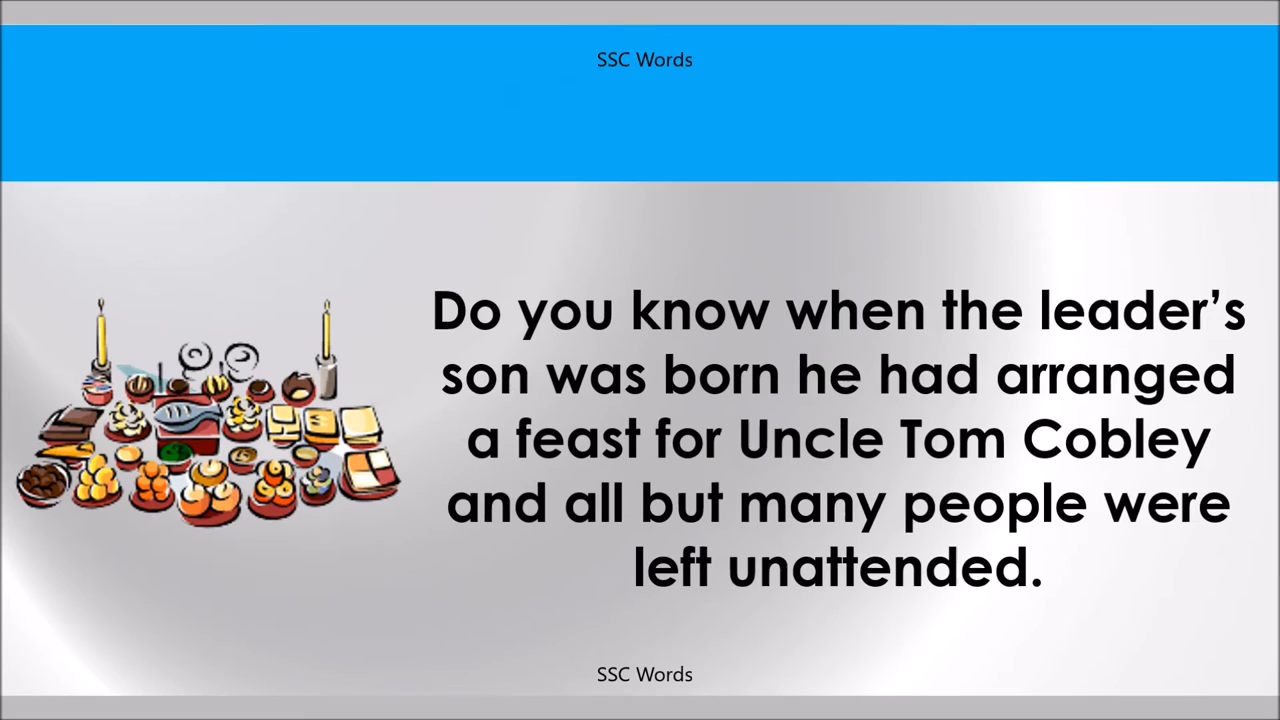 SSC Words
Do you know when the leader’s
son was born he had arranged
a feast for Uncle Tom Cobley
and all but many people were
left unattended.
SSC Words